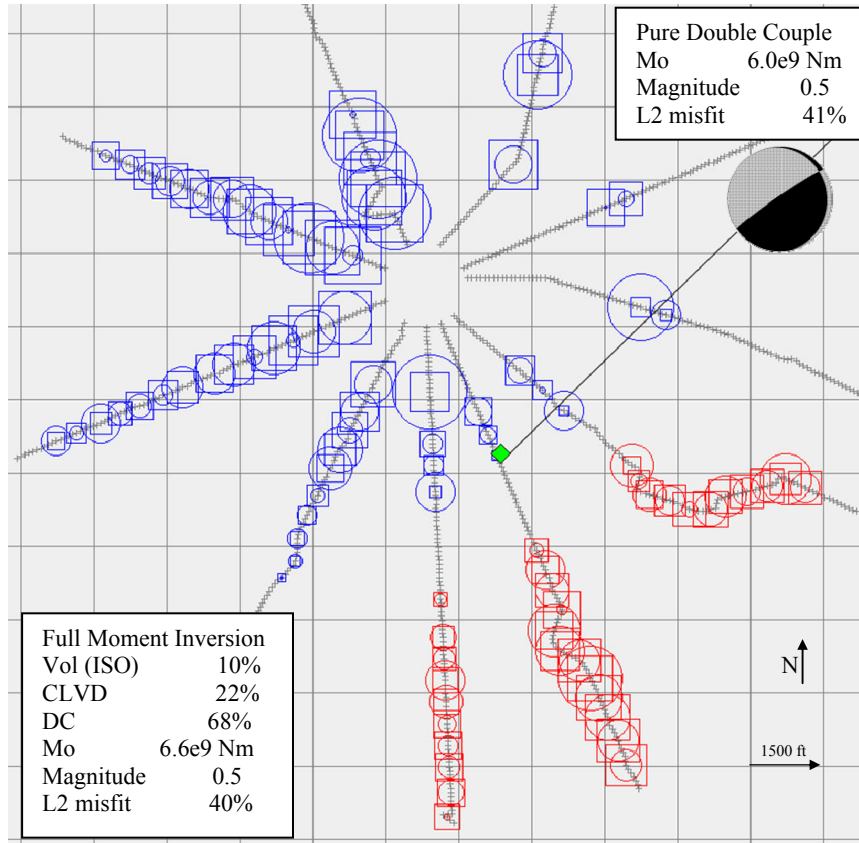 Pure Double Couple
Mo 6.0e9 Nm
Magnitude 0.5
L2 misfit 41%
Full Moment Inversion
Vol (ISO) 10%
CLVD 22%
DC 68%
Mo 6.6e9 Nm
Magnitude 0.5
L2 misfit 40%
N
1500 ft